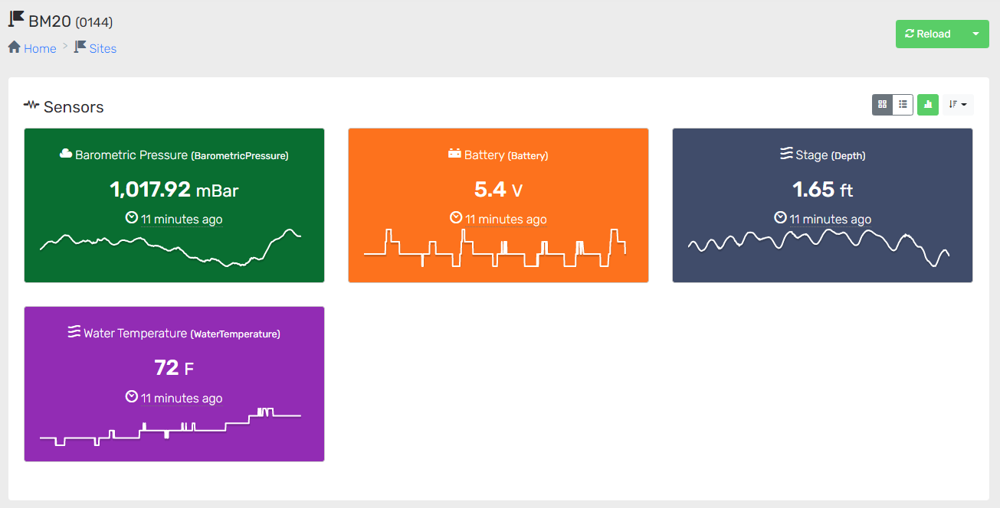 BM20 (0144)
Home > Sites
Reload
Sensors
Barometric Pressure (BarometricPressure)
1,017.92 mBar
11 minutes ago
Battery (Battery)
5.4 V
11 minutes ago
Stage (Depth)
1.65 ft
11 minutes ago
Water Temperature (WaterTemperature)
72 F
11 minutes ago